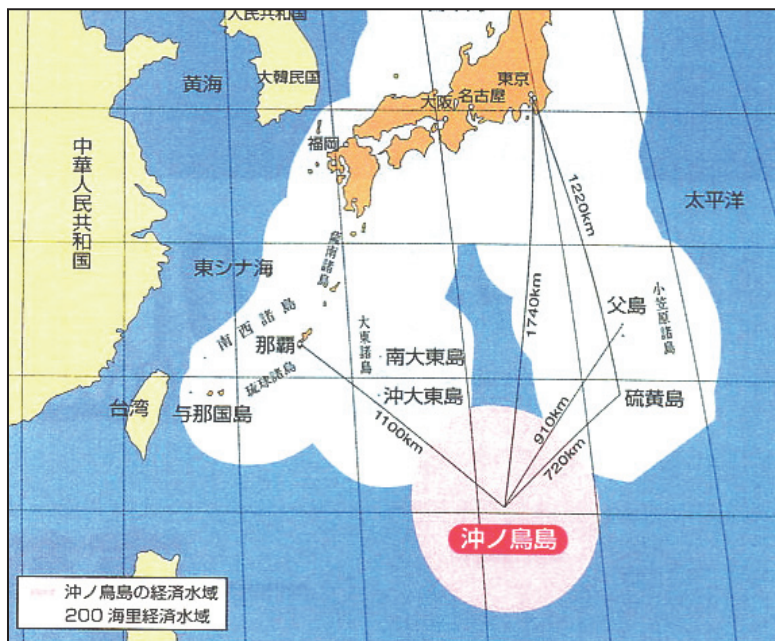 人民共和国
大韓民国
黄海
東京
名古屋
大阪
福岡
中華人民共和国
1220km
太平洋
東シナ海
薩南諸島
1740km
小笠原諸島
父島
南西諸島
那覇
大東諸島
南大東島
琉球諸島
沖大東島
台湾
与那国島
硫黄島
1100km
910km
720km
沖ノ鳥島
沖ノ鳥島の経済水域
200海里経済水域